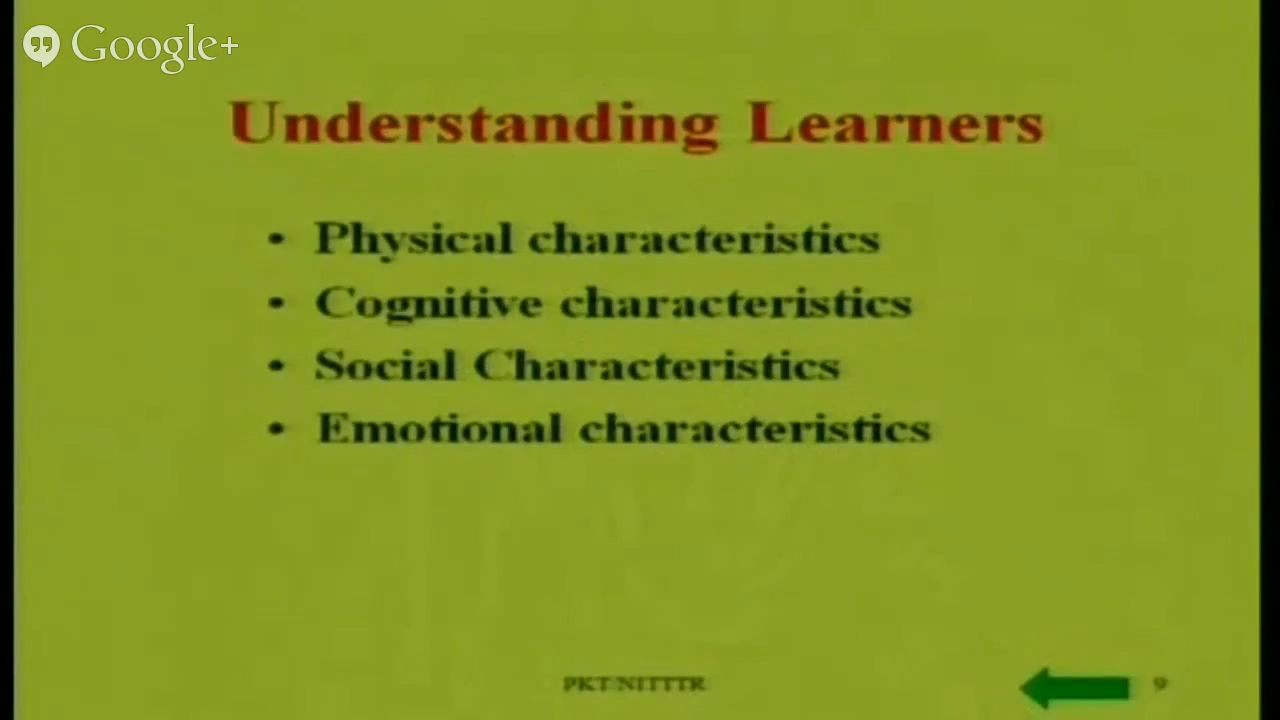 Google+
Understanding Learners
• Physical characteristics
• Cognitive characteristics
• Social Characteristics
• Emotional characteristics
PKT/NITTTR
9